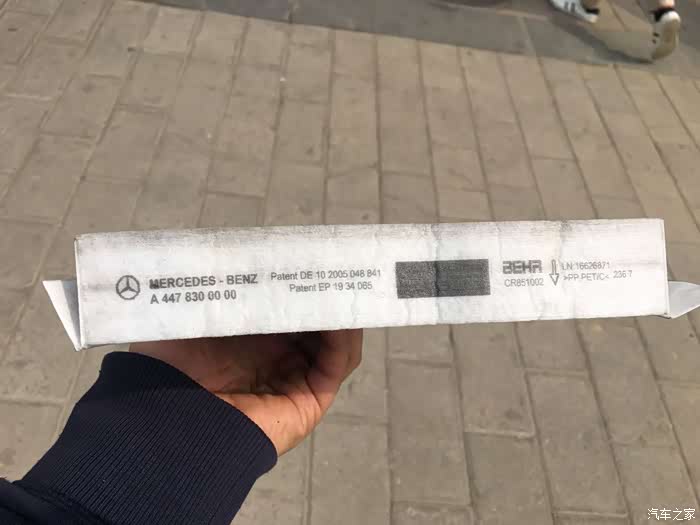 MERCEDES - BENZ
A 447 830 00 00
Patent DE 10 2005 048 841
Patent EP 19 34 065
BEHR
CR851002
LN:16626871
>PP,PET/C< 236 7
汽车之家